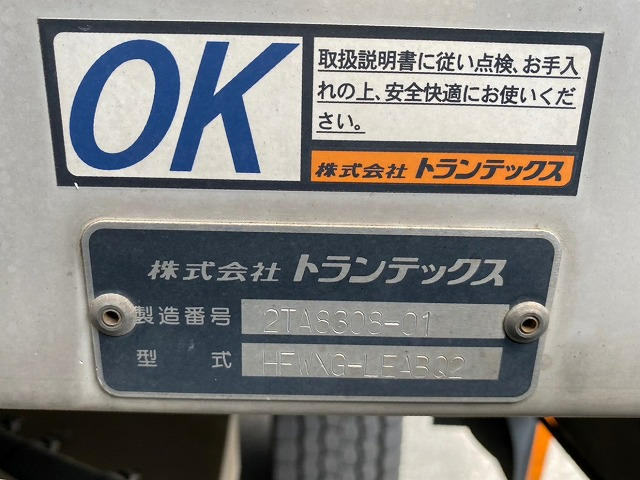 OK
取扱説明書に従い点検、お手入
れの上、安全快適にお使いくだ
さい。
株式会社 トランテックス
株式会社 トランテックス
製造番号 2TA8308-01
型式 HFWXG-LEABQ2